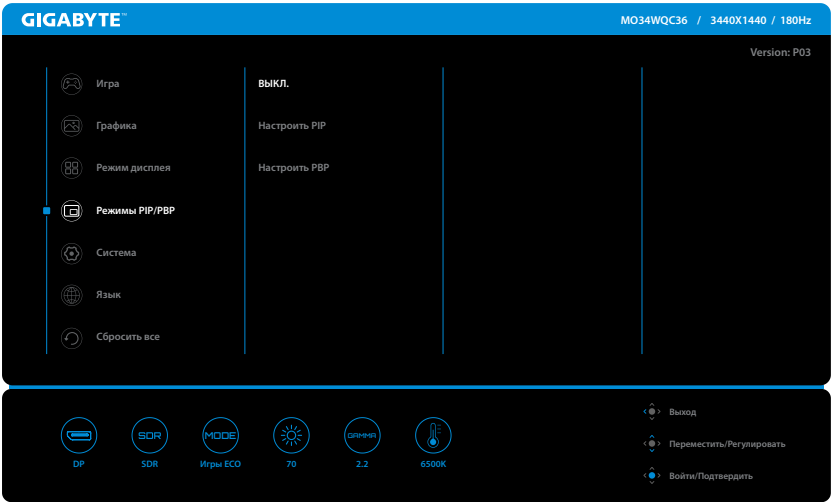 GIGABYTE™ MO34WQC36 / 3440X1440 / 180Hz
Version: P03
Игра ВЫКЛ.
Графика Настроить PIP
Режим дисплея Настроить PBP
Режимы PIP/PBP
Система
Язык
Сбросить все
Выход
SDR MODE GAMMA
Переместить/Регулировать
DP SDR Игры ECO 70 2.2 6500K
Войти/Подтвердить